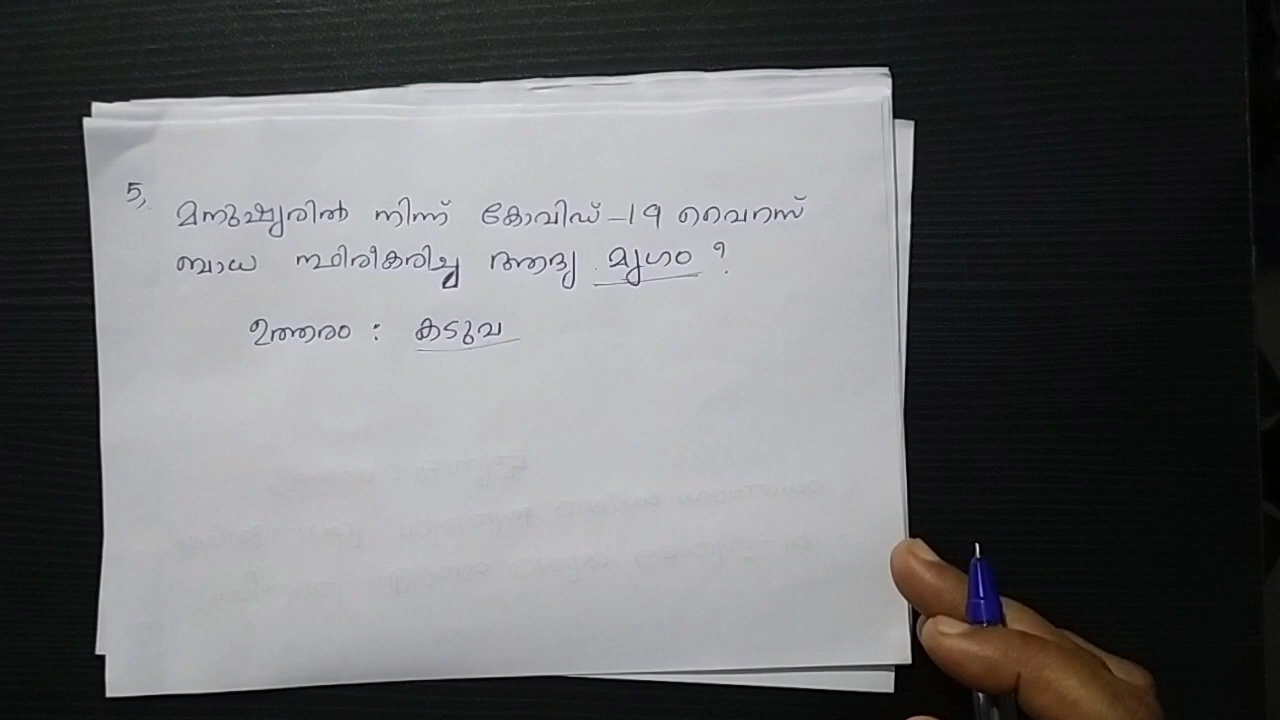 5, മനുഷ്യരിൽ നിന്ന് കോവിഡ്-19 വൈറസ്
ബാധ സ്ഥിരീകരിച്ച ആദ്യ മൃഗം ?
ഉത്തരം : കടുവ